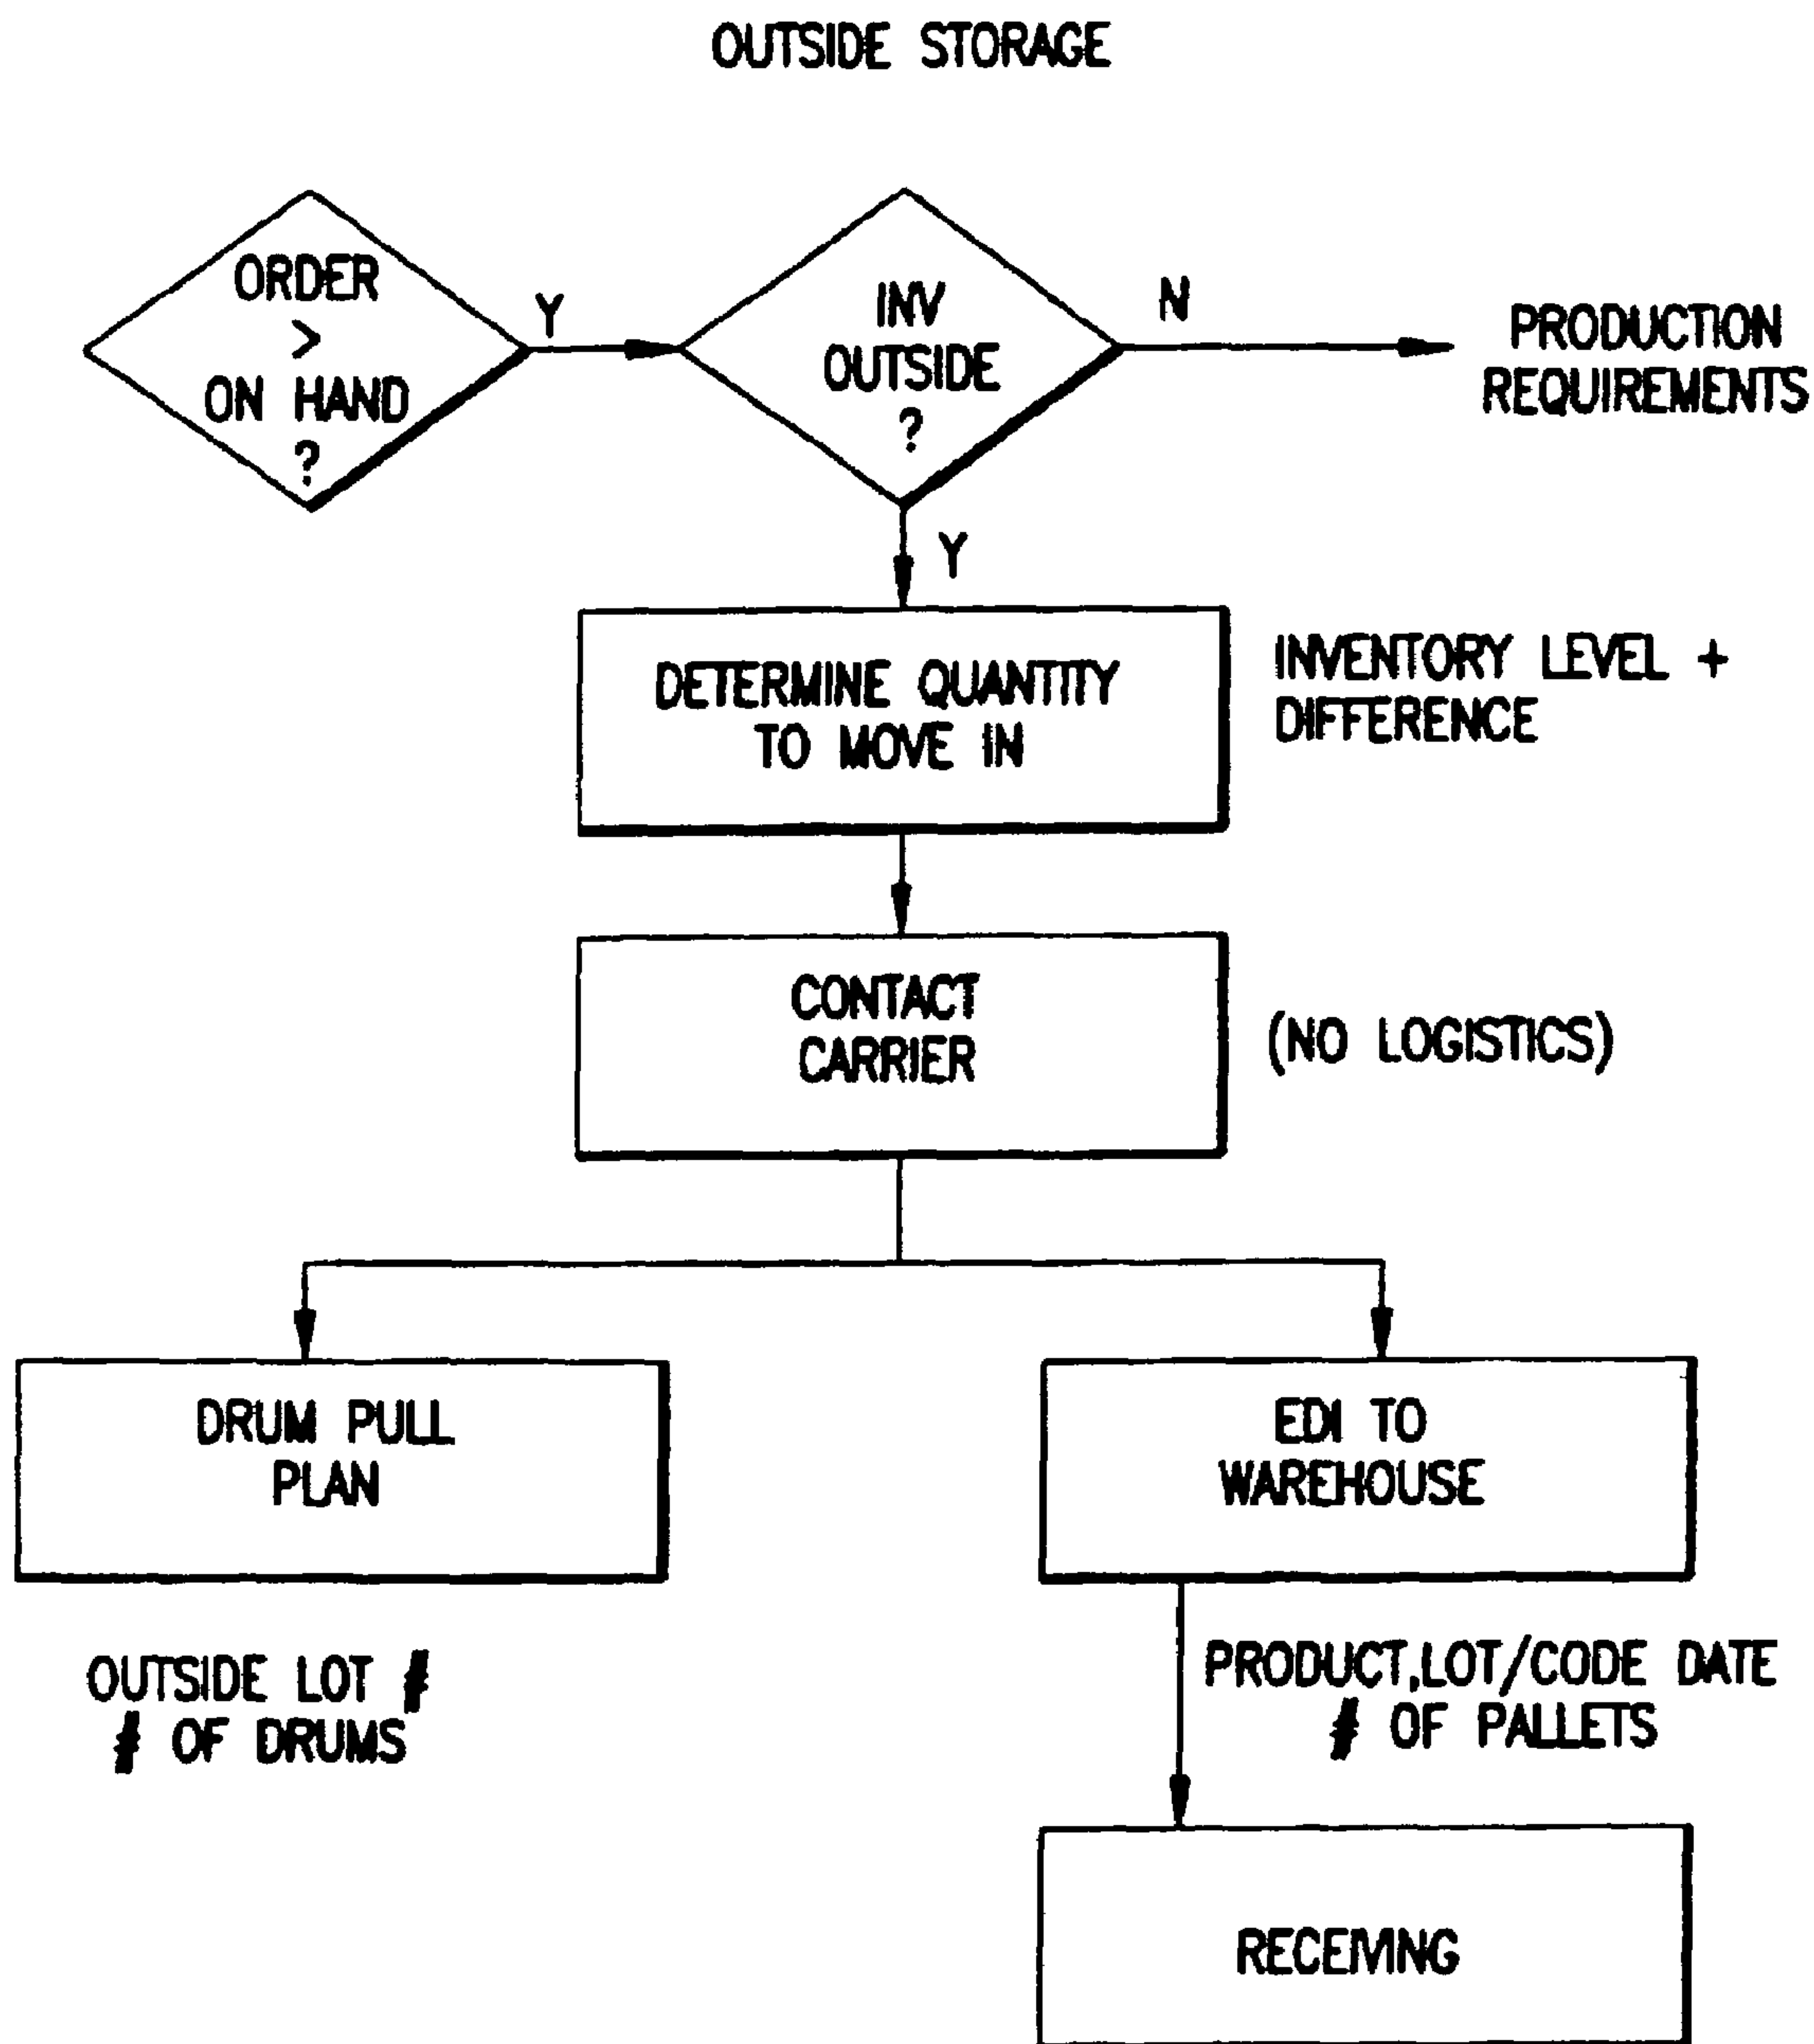 OUTSIDE STORAGE
ORDER
>
ON HAND
?
Y
INV
OUTSIDE
?
N
PRODUCTION
REQUIREMENTS
Y
DETERMINE QUANTITY
TO MOVE IN
INVENTORY LEVEL +
DIFFERENCE
CONTACT
CARRIER
(NO LOGISTICS)
DRUM PULL
PLAN
EDI TO
WAREHOUSE
OUTSIDE LOT #
# OF DRUMS
PRODUCT,LOT/CODE DATE
# OF PALLETS
RECEIVING